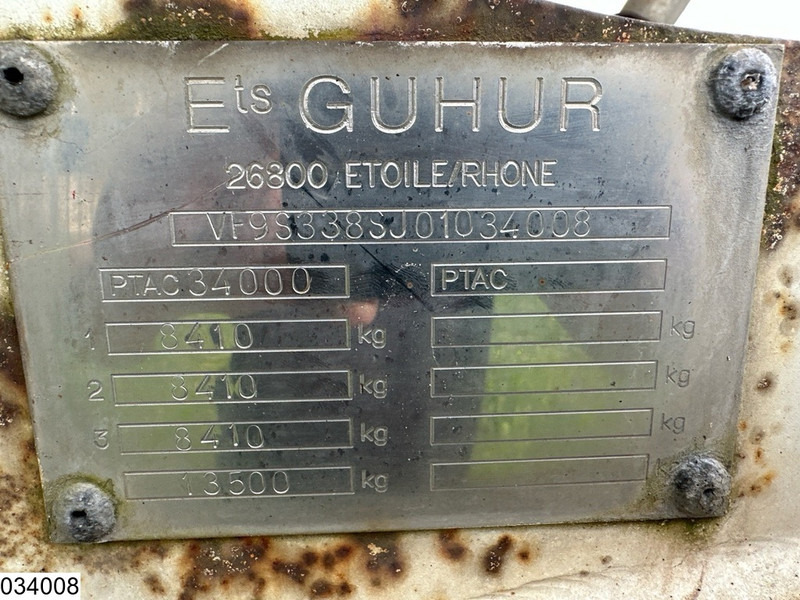 Ets GUHUR
26800 ETOILE/RHONE
VF9S338SJ01034008
PTAC 34000 PTAC
1 8410 kg kg
2 8410 kg kg
3 8410 kg kg
13500 kg kg
034008